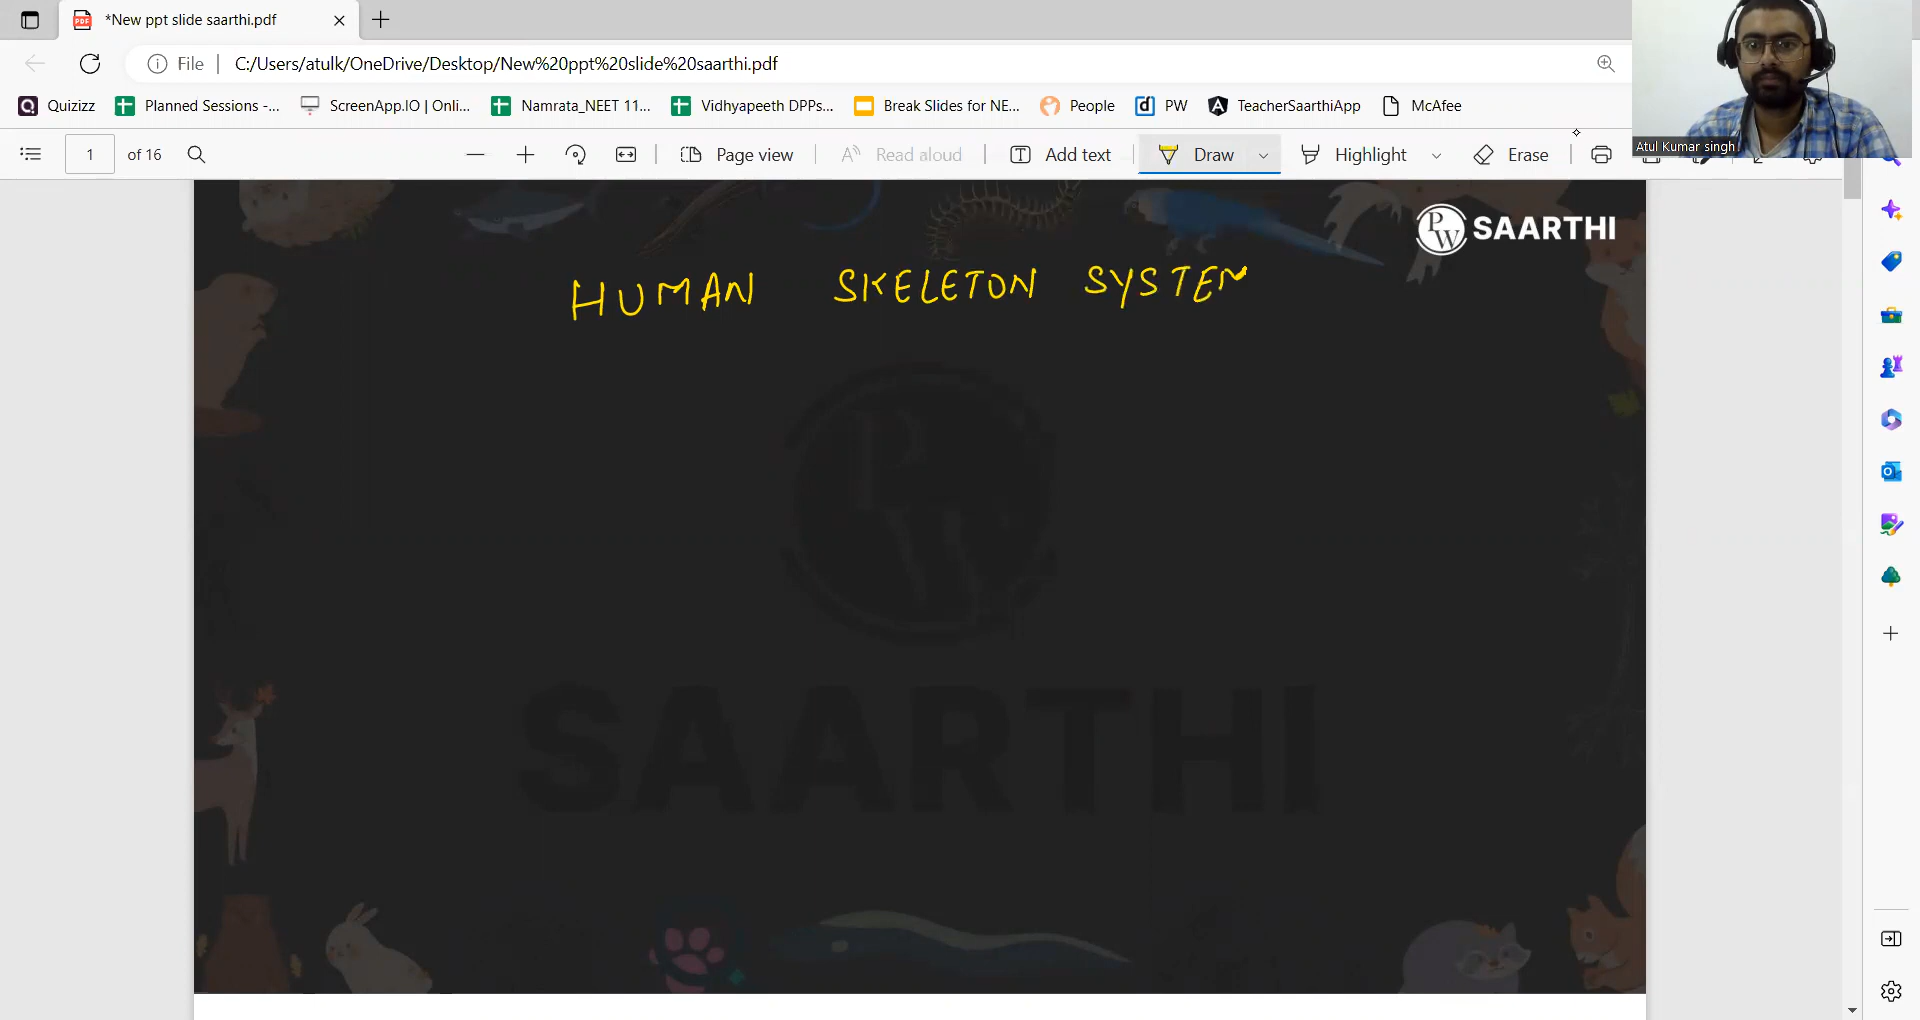 *New ppt slide saarthi.pdf
File C:/Users/atulk/OneDrive/Desktop/New%20ppt%20slide%20saarthi.pdf
Quizizz Planned Sessions -... ScreenApp.IO | Onli... Namrata_NEET 11... Vidhyapeeth DPPs... Break Slides for NE... People PW TeacherSaarthiApp McAfee
Atul Kumar singh
1 of 16 Page view Read aloud Add text Draw Highlight Erase
PW SAARTHI
HUMAN SKELETON SYSTEM
PW
SAARTHI